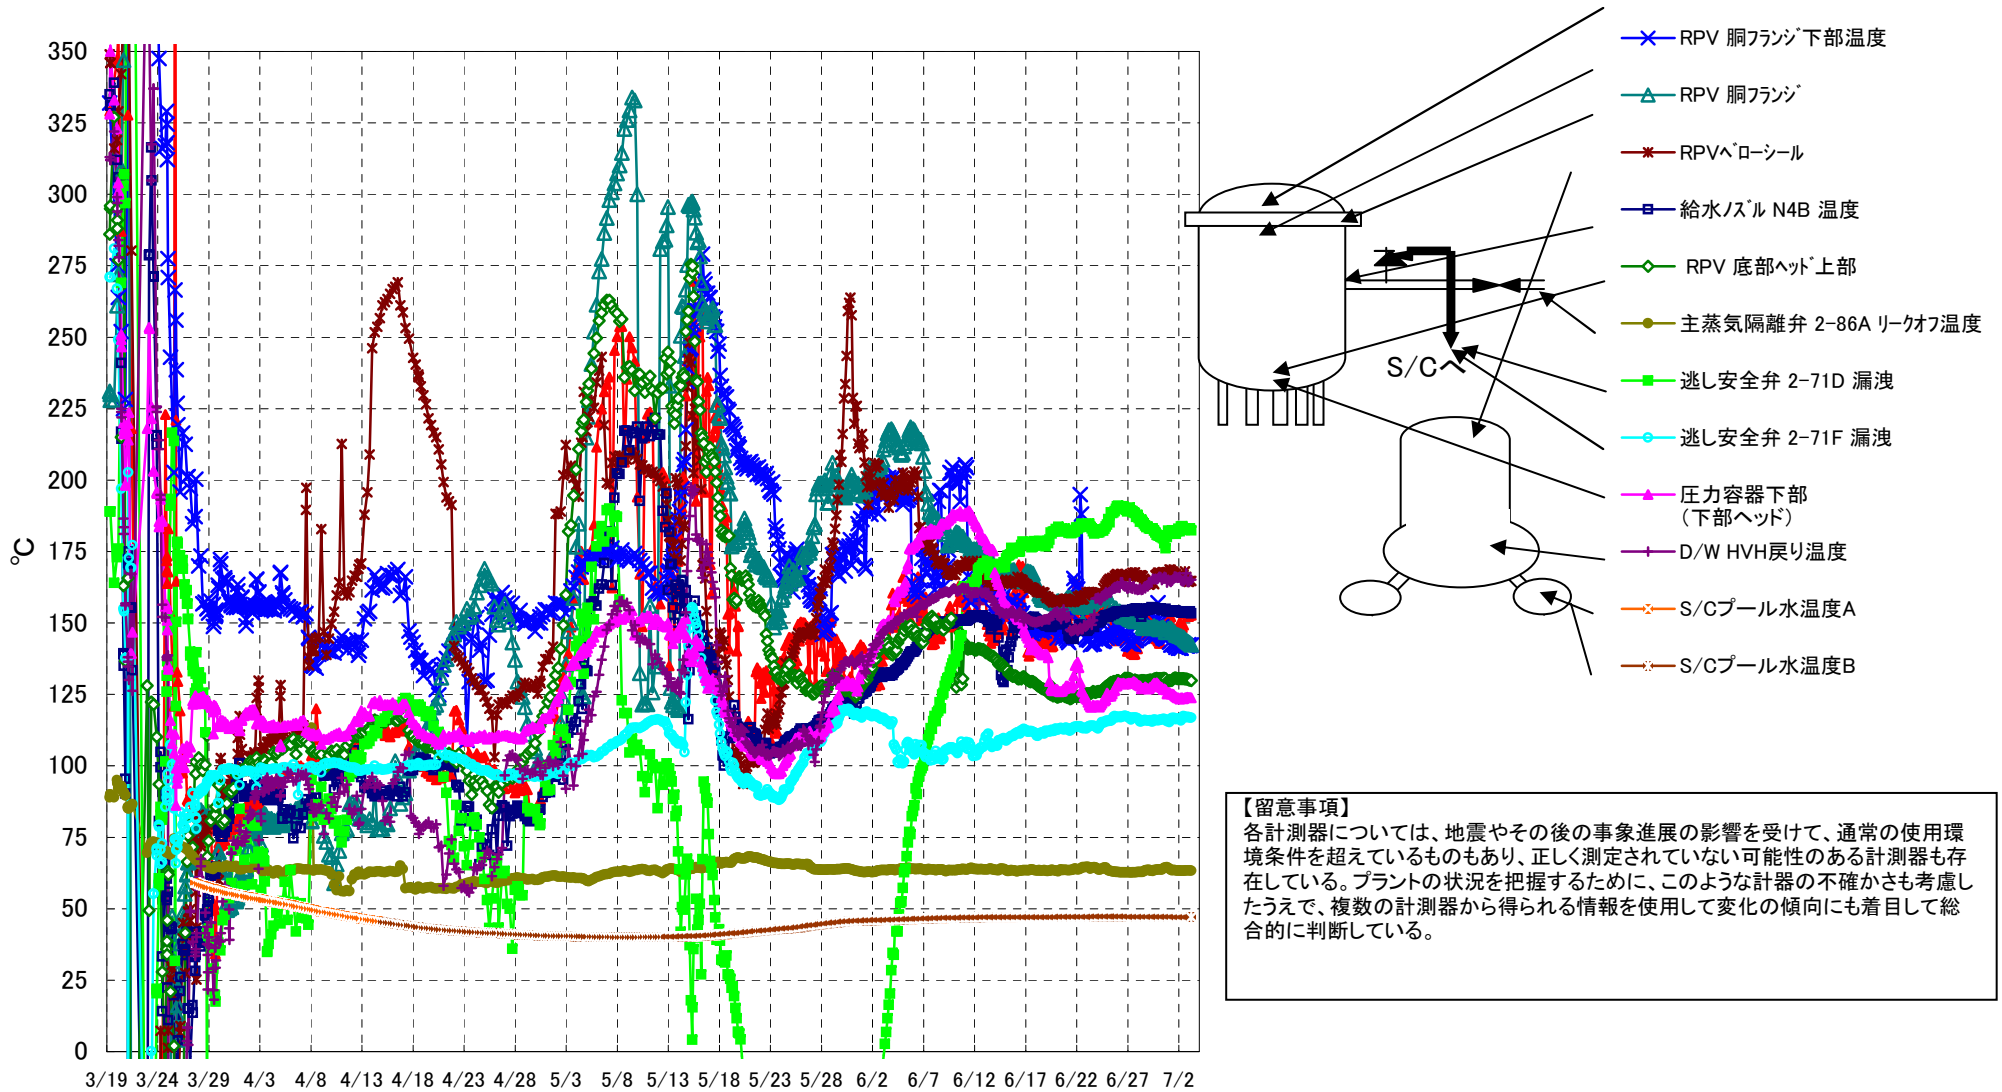 350
325
300
275
250
225
200
175
150
125
100
75
50
25
0
℃
3/19 3/24 3/29 4/3 4/8 4/13 4/18 4/23 4/28 5/3 5/8 5/13 5/18 5/23 5/28 6/2 6/7 6/12 6/17 6/22 6/27 7/2
S/Cへ
RPV 胴フランジ下部温度
RPV 胴フランジ
RPVベローシール
給水ノズル N4B 温度
RPV 底部ヘッド上部
主蒸気隔離弁 2-86A リークオフ温度
逃し安全弁 2-71D 漏洩
逃し安全弁 2-71F 漏洩
圧力容器下部
(下部ヘッド)
D/W HVH戻り温度
S/Cプール水温度A
S/Cプール水温度B
【留意事項】
各計測器については、地震やその後の事象進展の影響を受けて、通常の使用環
境条件を超えているものもあり、正しく測定されていない可能性のある計測器も存
在している。プラントの状況を把握するために、このような計器の不確かさも考慮し
たうえで、複数の計測器から得られる情報を使用して変化の傾向にも着目して総
合的に判断している。